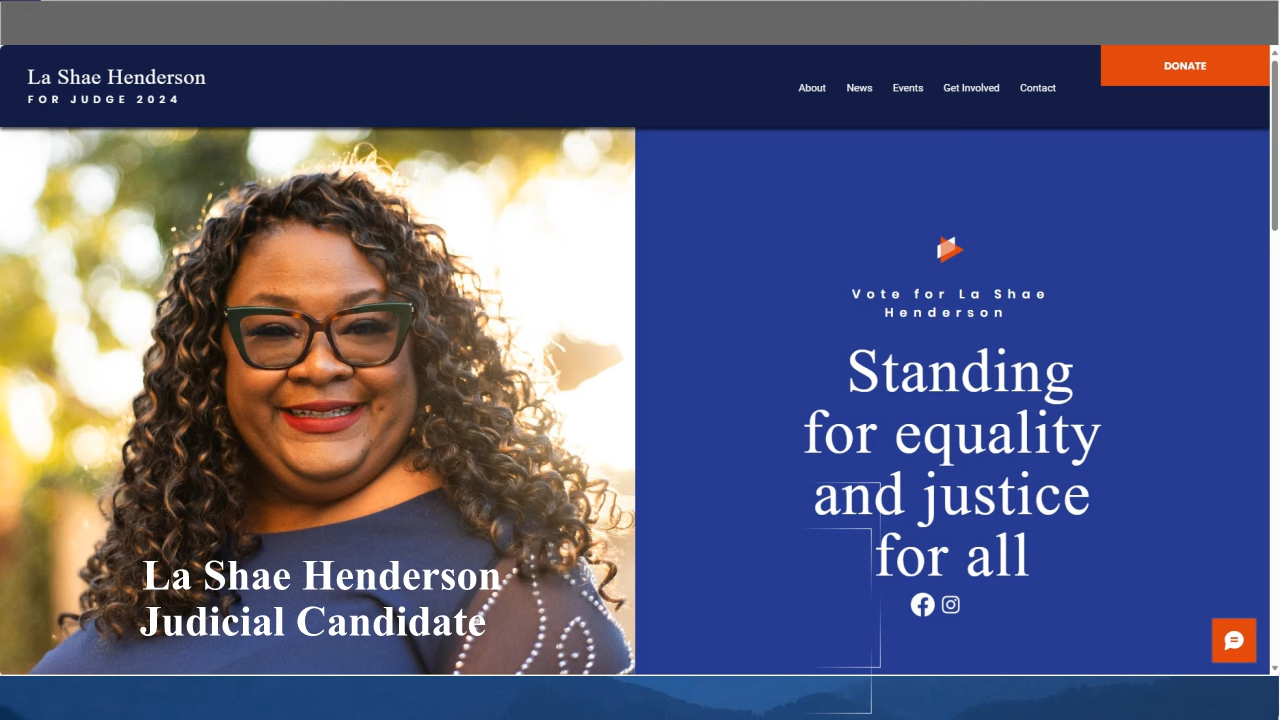 La Shae Henderson
FOR JUDGE 2024
About News Events Get Involved Contact
DONATE
Vote for La Shae
Henderson
Standing
for equality
and justice
for all
La Shae Henderson
Judicial Candidate